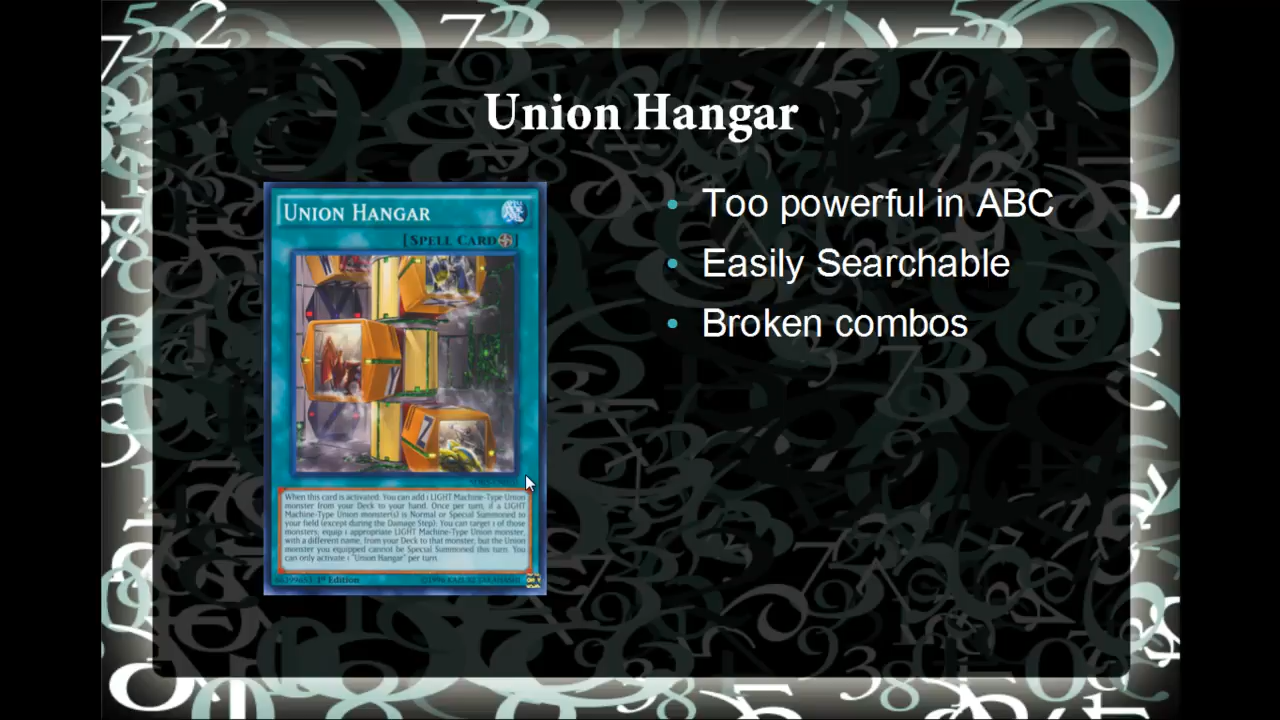 Union Hangar
Too powerful in ABC
Easily Searchable
Broken combos
UNION HANGAR
[SPELL CARD]
When this card is activated: You can add 1 LIGHT Machine-Type Union
monster from your Deck to your hand. Once per turn, if a LIGHT
Machine-Type Union monster(s) is Normal or Special Summoned to
your field (except during the Damage Step): You can target 1 of those
monsters; equip 1 appropriate LIGHT Machine-Type Union monster,
with a different name, from your Deck to that monster, but the Union
monster you equipped cannot be Special Summoned this turn. You
can only activate 1 "Union Hangar" per turn.
1st Edition
©1996 KAZUKI TAKAHASHI